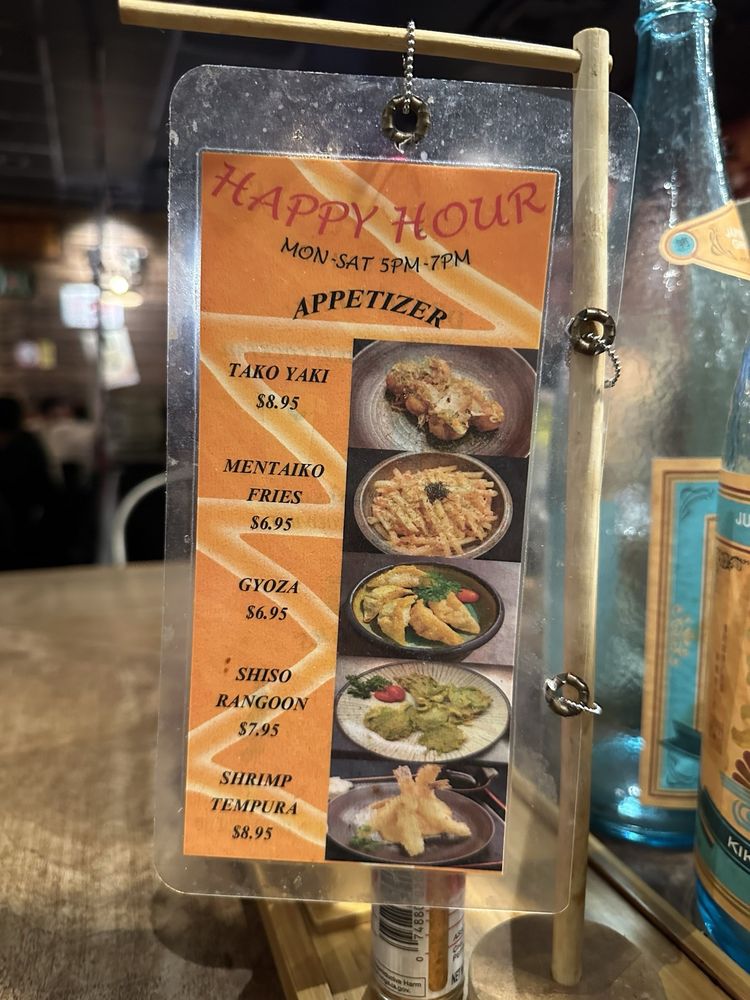 HAPPY HOUR
MON-SAT 5PM-7PM
APPETIZER
TAKO YAKI
$8.95
MENTAIKO
FRIES
$6.95
GYOZA
$6.95
SHISO
RANGOON
$7.95
SHRIMP
TEMPURA
$8.95